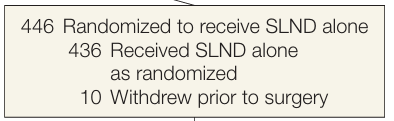 446 Randomized to receive SLND alone
436 Received SLND alone
as randomized
10 Withdrew prior to surgery